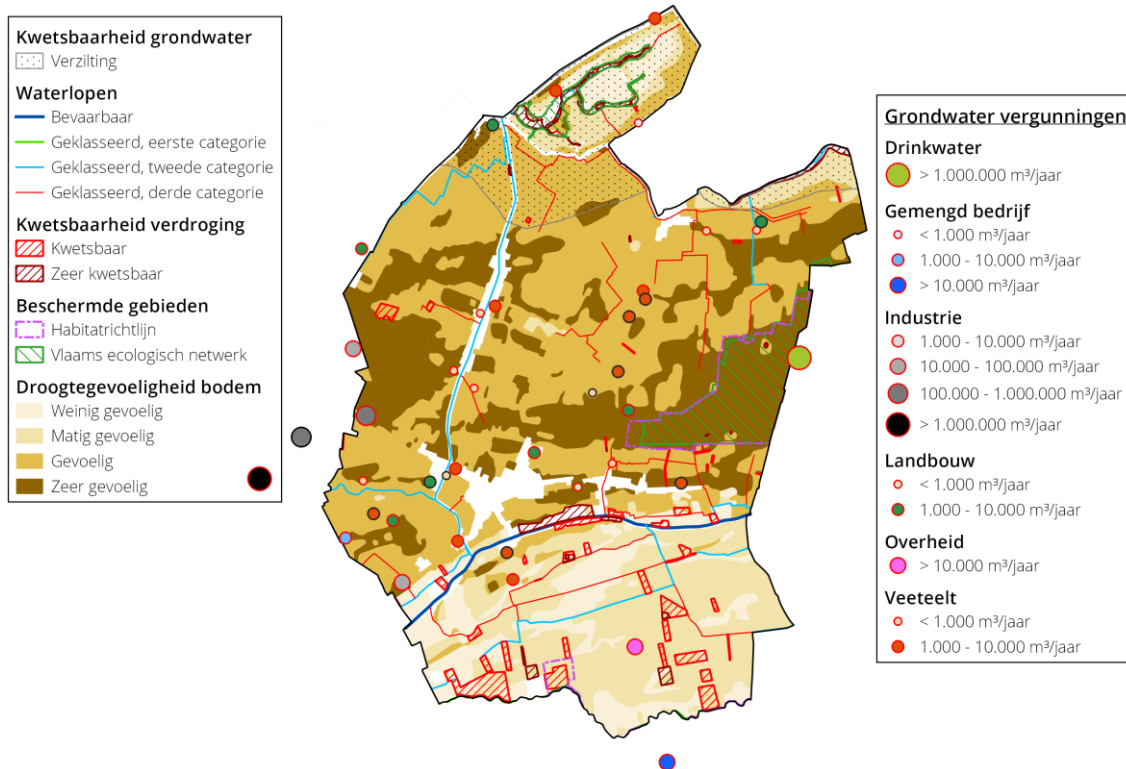 Kwetsbaarheid grondwater
Verzilting
Waterlopen
Bevaarbaar
Geklasseerd, eerste categorie
Geklasseerd, tweede categorie
Geklasseerd, derde categorie
Kwetsbaarheid verdroging
Kwetsbaar
Zeer kwetsbaar
Beschermde gebieden
Habitatrichtlijn
Vlaams ecologisch netwerk
Droogtegevoeligheid bodem
Weinig gevoelig
Matig gevoelig
Gevoelig
Zeer gevoelig
Grondwater vergunningen
Drinkwater
> 1.000.000 m³/jaar
Gemengd bedrijf
< 1.000 m³/jaar
1.000 - 10.000 m³/jaar
> 10.000 m³/jaar
Industrie
1.000 - 10.000 m³/jaar
10.000 - 100.000 m³/jaar
100.000 - 1.000.000 m³/jaar
> 1.000.000 m³/jaar
Landbouw
< 1.000 m³/jaar
1.000 - 10.000 m³/jaar
Overheid
> 10.000 m³/jaar
Veeteelt
< 1.000 m³/jaar
1.000 - 10.000 m³/jaar